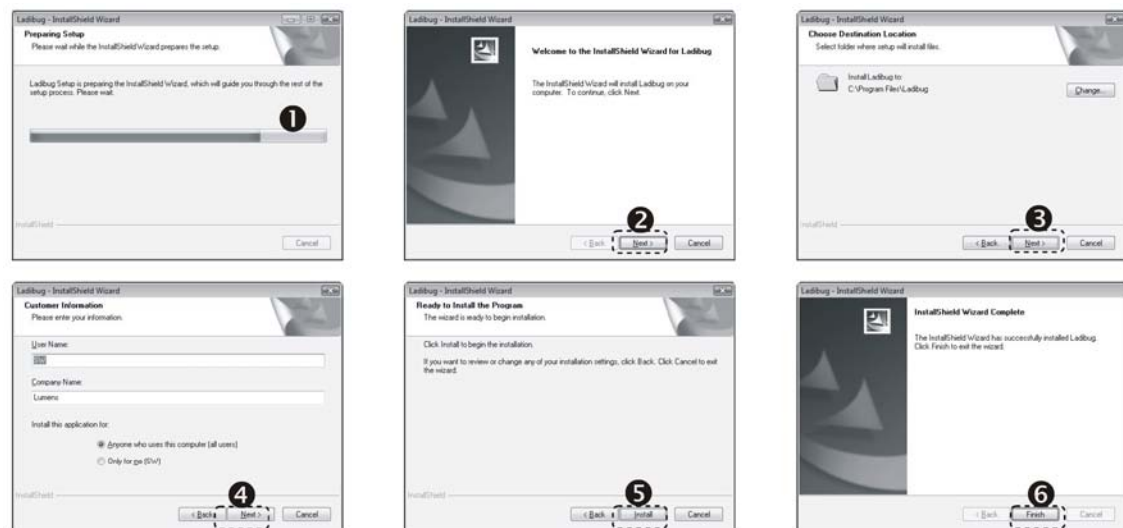 Ladibug - InstallShield Wizard
Preparing Setup
Please wait while the InstallShield Wizard prepares the setup.
Ladibug Setup is preparing the InstallShield Wizard, which will guide you through the rest of the
setup process. Please wait.
1
InstallShield
Cancel
Ladibug - InstallShield Wizard
Welcome to the InstallShield Wizard for Ladibug
The InstallShield Wizard will install Ladibug on your
computer. To continue, click Next
2
< Back Next > Cancel
Ladibug - InstallShield Wizard
Choose Destination Location
Select folder where setup will install files.
Install Ladibug to:
C:\Program Files\Ladibug
Change...
3
InstallShield
< Back Next > Cancel
Ladibug - InstallShield Wizard
Customer Information
Please enter your information.
User Name:
SW
Company Name:
Lumens
Install this application for:
Anyone who uses this computer (all users)
Only for me (SW)
4
InstallShield
< Back Next > Cancel
Ladibug - InstallShield Wizard
Ready to Install the Program
The wizard is ready to begin installation.
Click Install to begin the installation.
If you want to review or change any of your installation settings, click Back. Click Cancel to exit
the wizard.
5
InstallShield
< Back Install Cancel
Ladibug - InstallShield Wizard
InstallShield Wizard Complete
The InstallShield Wizard has successfully installed Ladibug.
Click Finish to exit the wizard.
6
< Back Finish Cancel